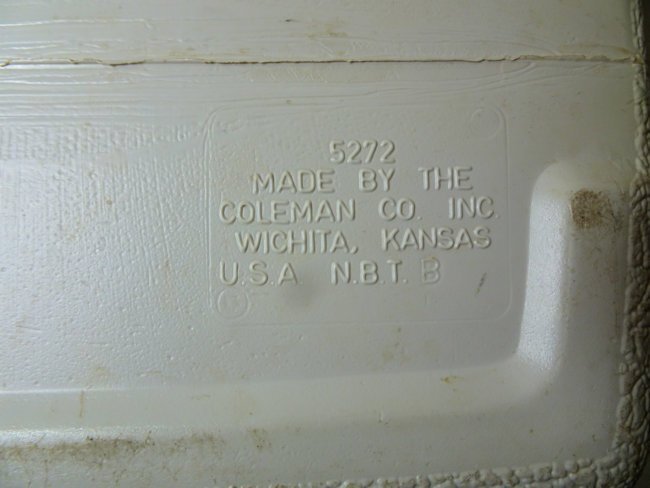 5272
MADE BY THE
COLEMAN CO. INC.
WICHITA, KANSAS
U.S.A N.B.T. B